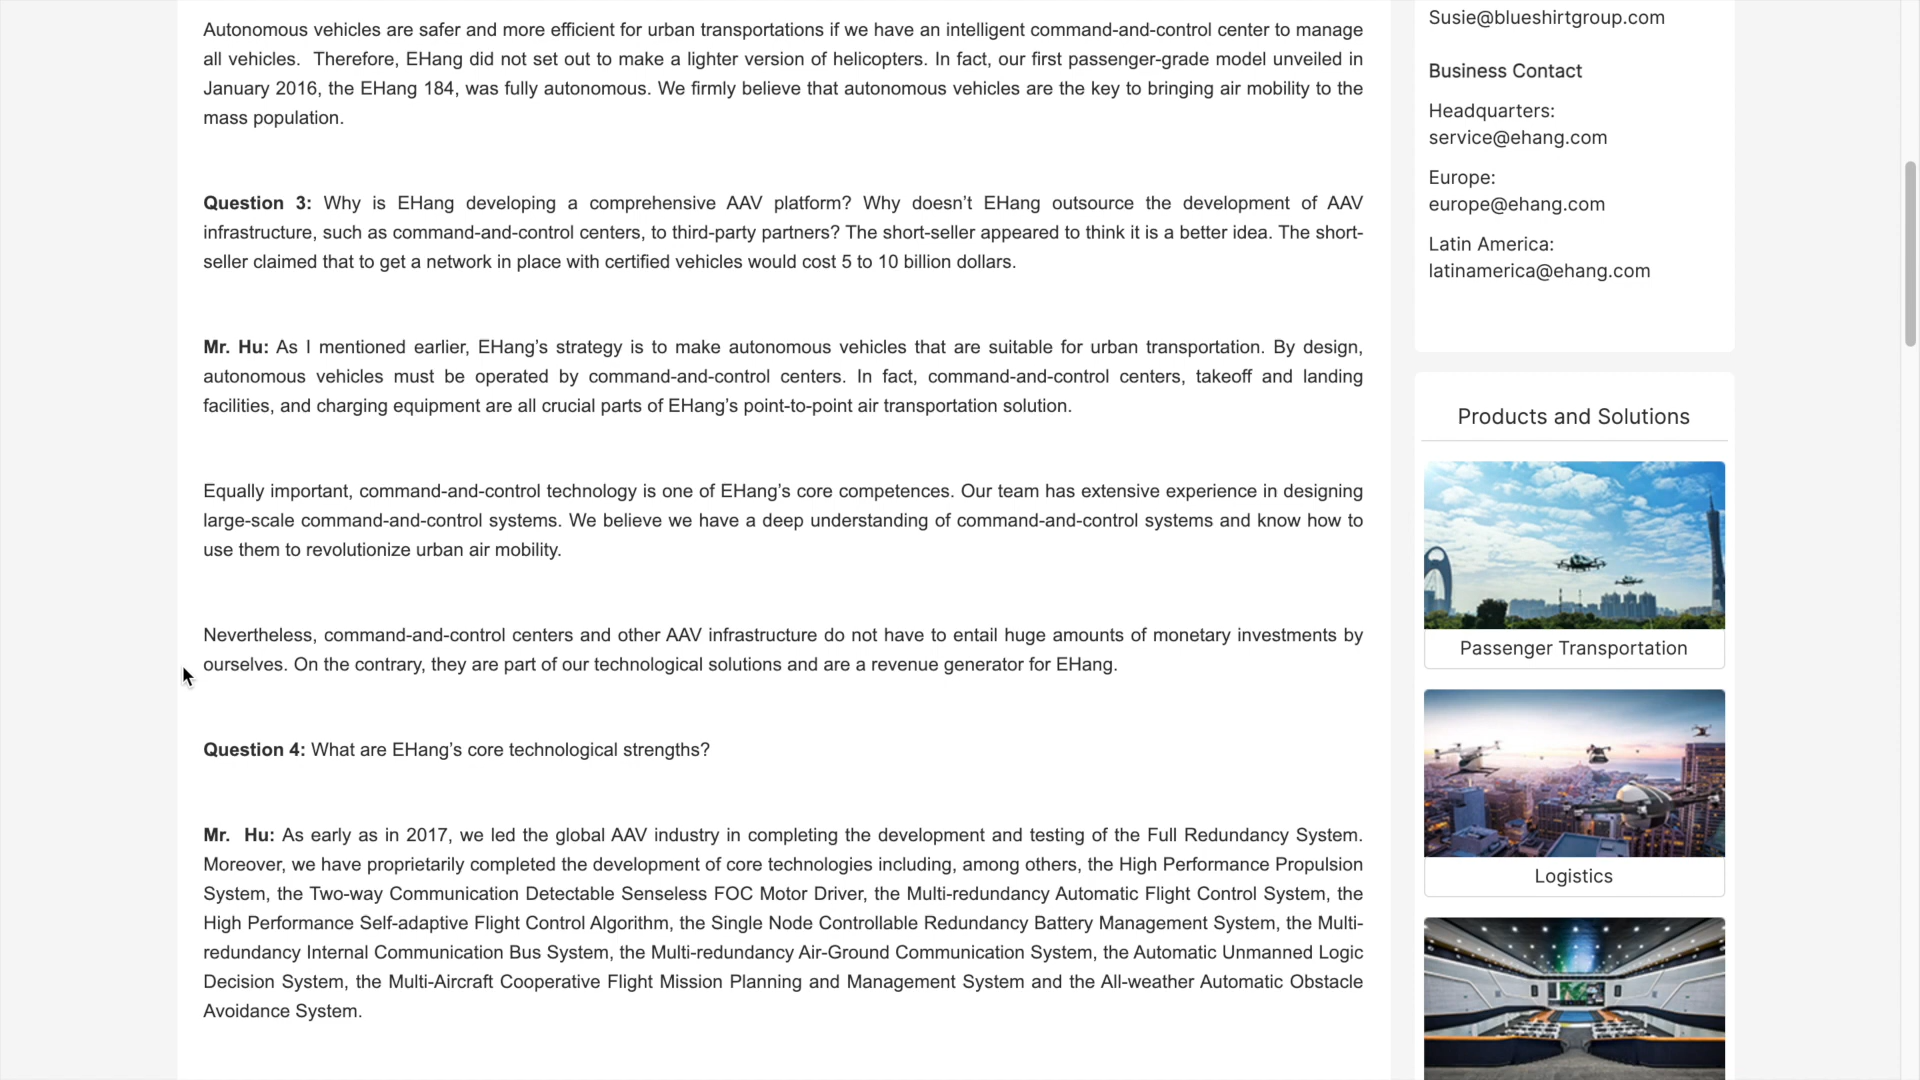 Autonomous vehicles are safer and more efficient for urban transportations if we have an intelligent command-and-control center to manage
all vehicles. Therefore, EHang did not set out to make a lighter version of helicopters. In fact, our first passenger-grade model unveiled in
January 2016, the EHang 184, was fully autonomous. We firmly believe that autonomous vehicles are the key to bringing air mobility to the
mass population.
Question 3: Why is EHang developing a comprehensive AAV platform? Why doesn’t EHang outsource the development of AAV
infrastructure, such as command-and-control centers, to third-party partners? The short-seller appeared to think it is a better idea. The short-
seller claimed that to get a network in place with certified vehicles would cost 5 to 10 billion dollars.
Mr. Hu: As I mentioned earlier, EHang’s strategy is to make autonomous vehicles that are suitable for urban transportation. By design,
autonomous vehicles must be operated by command-and-control centers. In fact, command-and-control centers, takeoff and landing
facilities, and charging equipment are all crucial parts of EHang’s point-to-point air transportation solution.
Equally important, command-and-control technology is one of EHang’s core competences. Our team has extensive experience in designing
large-scale command-and-control systems. We believe we have a deep understanding of command-and-control systems and know how to
use them to revolutionize urban air mobility.
Nevertheless, command-and-control centers and other AAV infrastructure do not have to entail huge amounts of monetary investments by
ourselves. On the contrary, they are part of our technological solutions and are a revenue generator for EHang.
Question 4: What are EHang’s core technological strengths?
Mr. Hu: As early as in 2017, we led the global AAV industry in completing the development and testing of the Full Redundancy System.
Moreover, we have proprietarily completed the development of core technologies including, among others, the High Performance Propulsion
System, the Two-way Communication Detectable Senseless FOC Motor Driver, the Multi-redundancy Automatic Flight Control System, the
High Performance Self-adaptive Flight Control Algorithm, the Single Node Controllable Redundancy Battery Management System, the Multi-
redundancy Internal Communication Bus System, the Multi-redundancy Air-Ground Communication System, the Automatic Unmanned Logic
Decision System, the Multi-Aircraft Cooperative Flight Mission Planning and Management System and the All-weather Automatic Obstacle
Avoidance System.
Susie@blueshirtgroup.com
Business Contact
Headquarters:
service@ehang.com
Europe:
europe@ehang.com
Latin America:
latinamerica@ehang.com
Products and Solutions
Passenger Transportation
Logistics